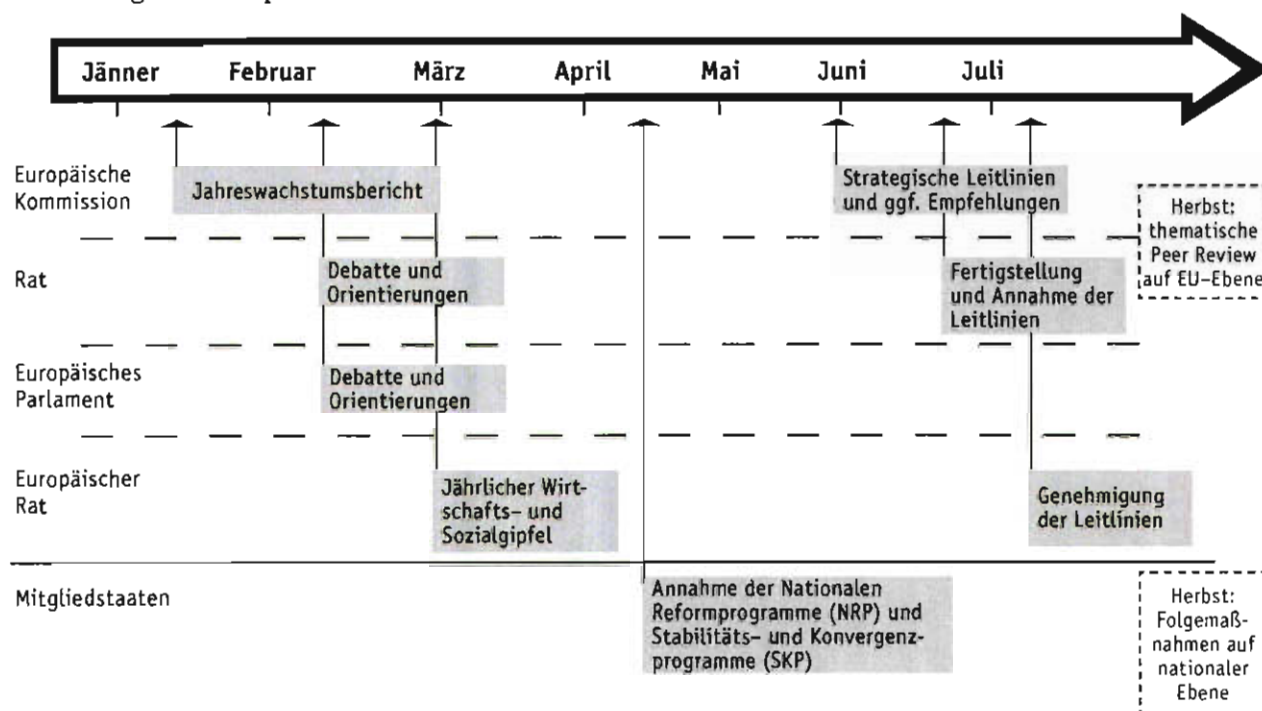 Jänner Februar März April Mai Juni Juli
Europäische
Kommission
Jahreswachstumsbericht
Strategische Leitlinien
und ggf. Empfehlungen
Herbst:
thematische
Peer Review
auf EU-Ebene
Rat
Debatte und
Orientierungen
Fertigstellung
und Annahme der
Leitlinien
Europäisches
Parlament
Debatte und
Orientierungen
Europäischer
Rat
Jährlicher Wirt-
schafts- und
Sozialgipfel
Genehmigung
der Leitlinien
Mitgliedstaaten
Annahme der Nationalen
Reformprogramme (NRP) und
Stabilitäts- und Konvergenz-
programme (SKP)
Herbst:
Folgemaß-
nahmen auf
nationaler
Ebene